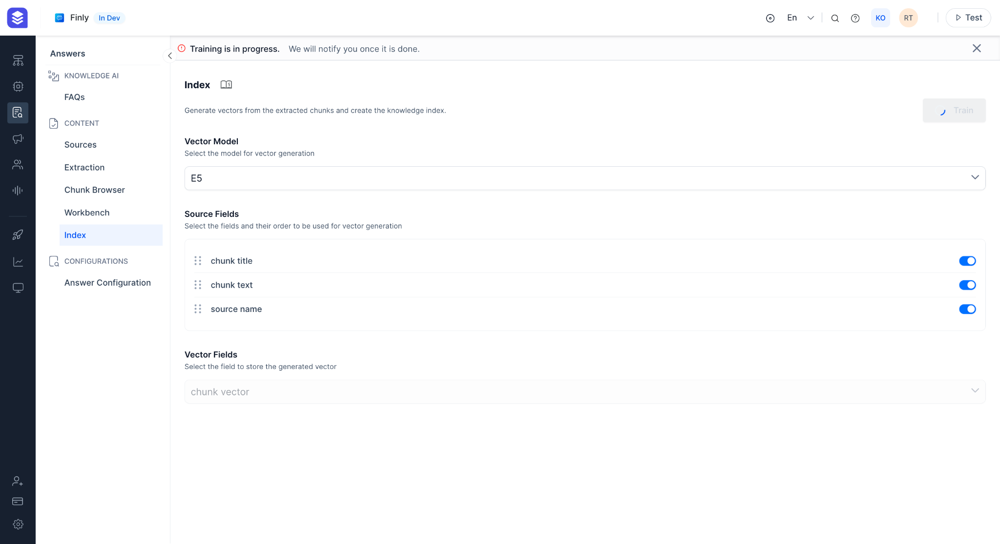 Finly In Dev
En
KO
RT
Test
Answers
KNOWLEDGE AI
FAQs
CONTENT
Sources
Extraction
Chunk Browser
Workbench
Index
CONFIGURATIONS
Answer Configuration
Training is in progress. We will notify you once it is done.
Index
Generate vectors from the extracted chunks and create the knowledge index.
Train
Vector Model
Select the model for vector generation
E5
Source Fields
Select the fields and their order to be used for vector generation
chunk title
chunk text
source name
Vector Fields
Select the field to store the generated vector
chunk vector